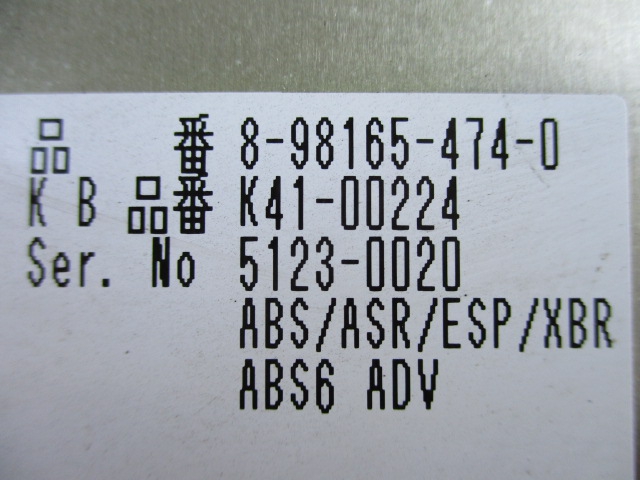 品 番 8-98165-474-0
K B 品番 K41-00224
Ser. No 5123-0020
ABS/ASR/ESP/XBR
ABS6 ADV